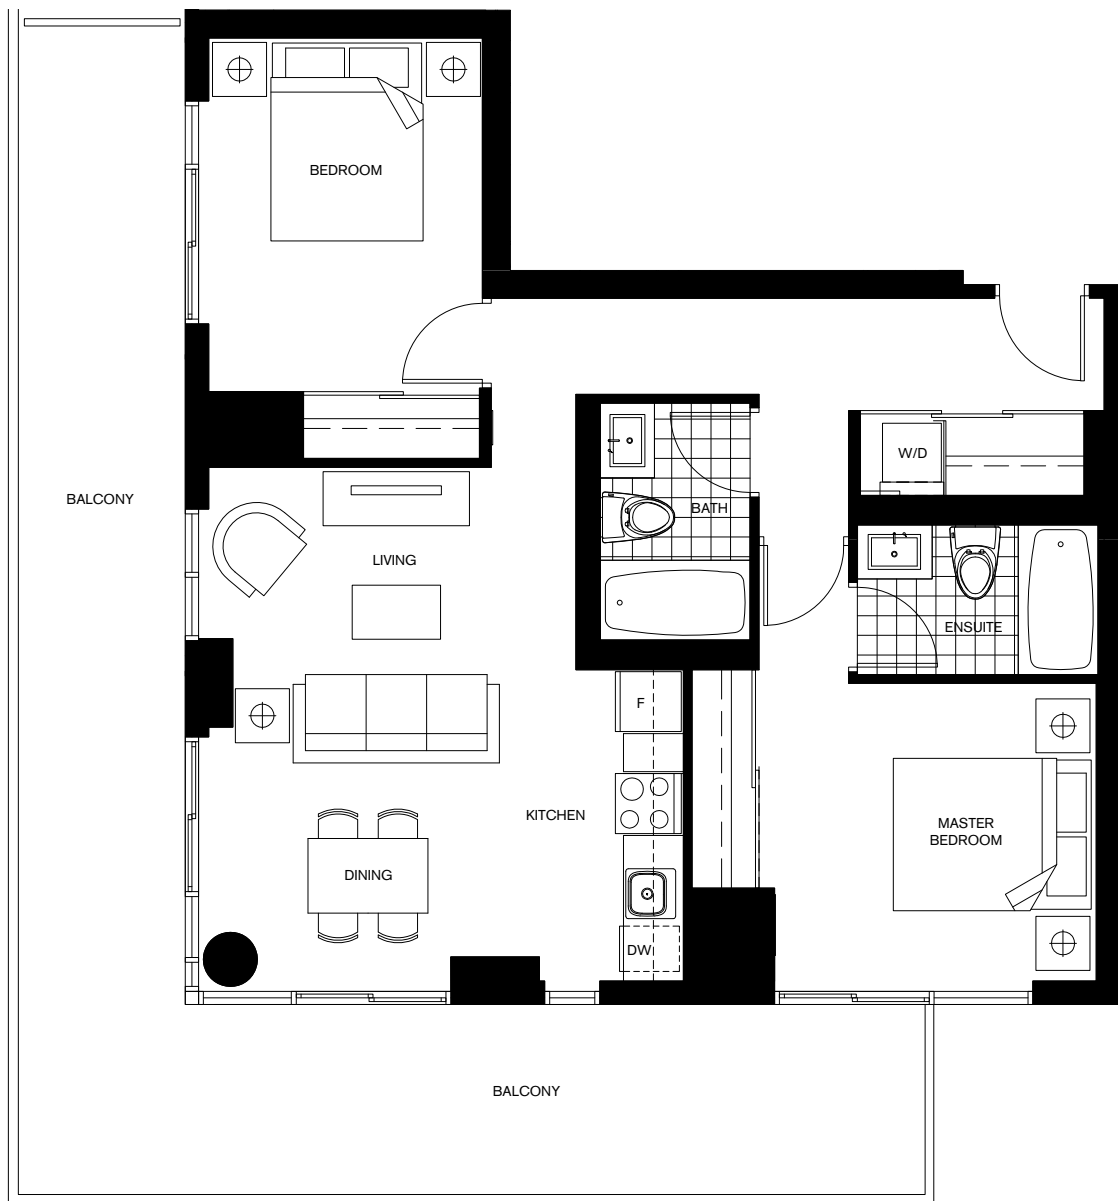 BEDROOM
W/D
BALCONY
BATH
LIVING
ENSUITE
F
KITCHEN
MASTER
BEDROOM
DINING
DW
BALCONY